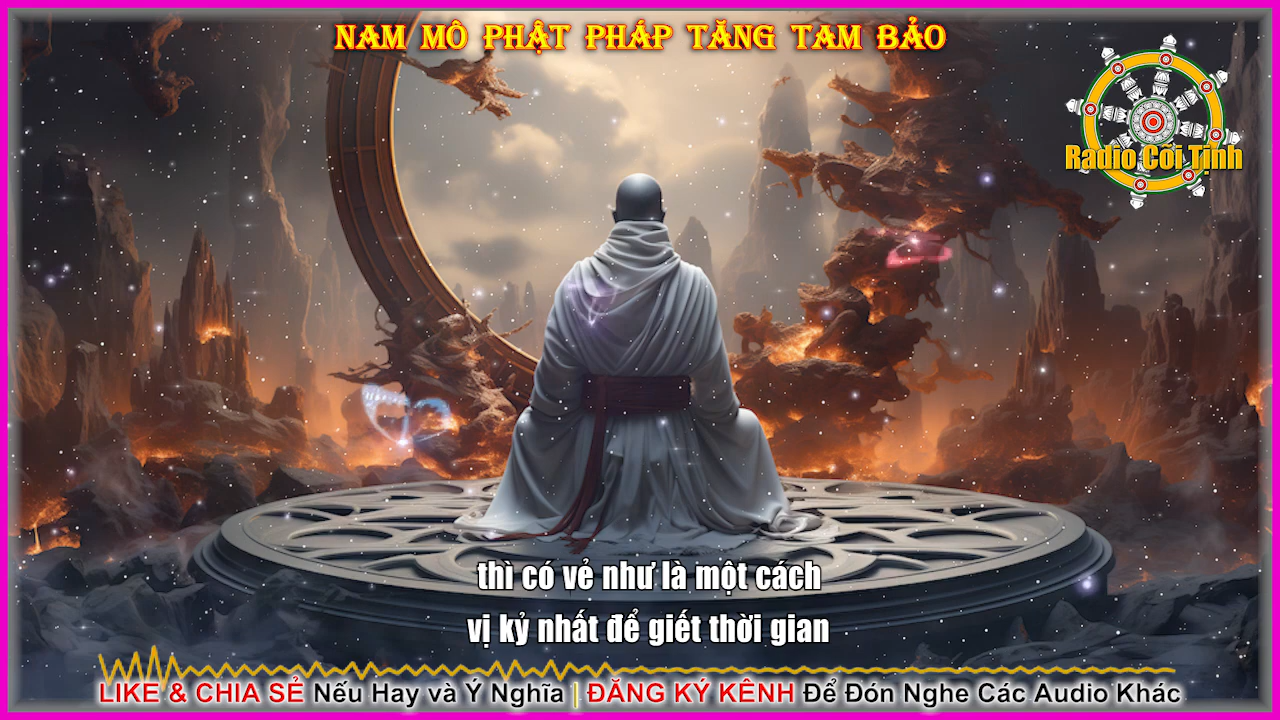 NAM MÔ PHẬT PHÁP TĂNG TAM BẢO
Radio Cõi Tịnh
thì có vẻ như là một cách
vị kỷ nhất để giết thời gian
LIKE & CHIA SẺ Nếu Hay và Ý Nghĩa | ĐĂNG KÝ KÊNH Để Đón Nghe Các Audio Khác